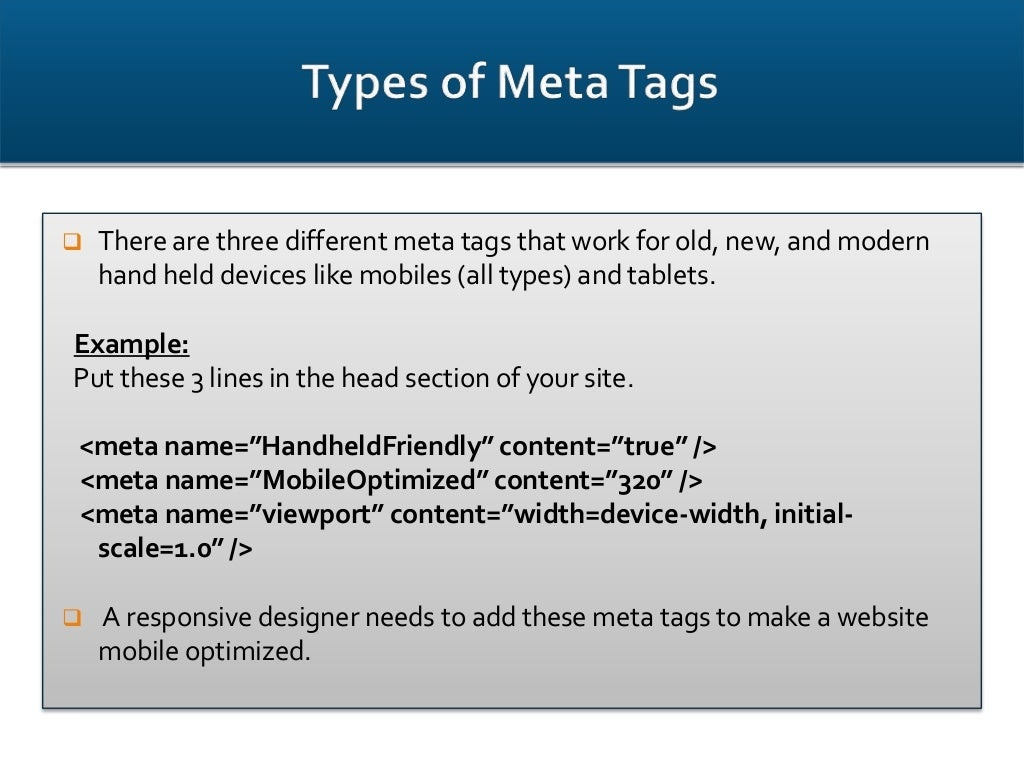 Types of Meta Tags
There are three different meta tags that work for old, new, and modern
hand held devices like mobiles (all types) and tablets.
Example:
Put these 3 lines in the head section of your site.
<meta name=”HandheldFriendly” content=”true” />
<meta name=”MobileOptimized” content=”320” />
<meta name=”viewport” content=”width=device-width, initial-
scale=1.0” />
A responsive designer needs to add these meta tags to make a website
mobile optimized.